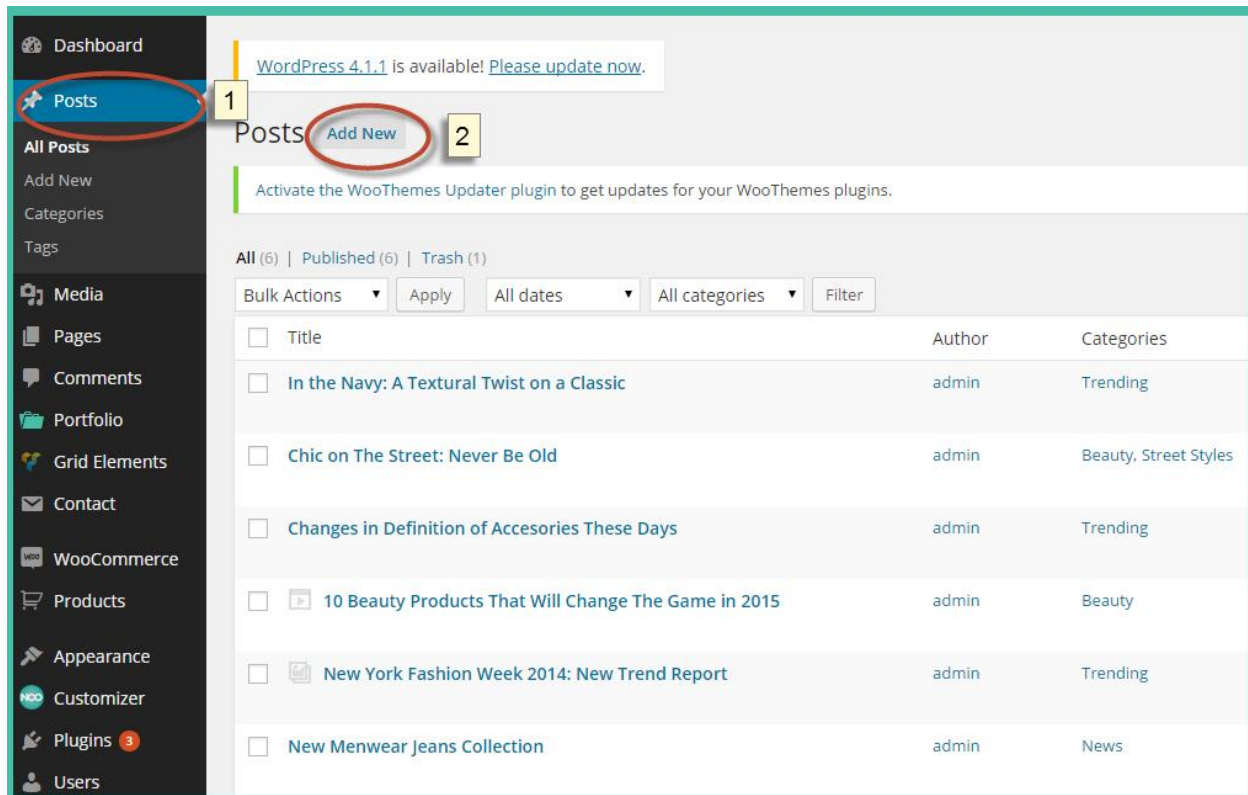 Dashboard
Posts
All Posts
Add New
Categories
Tags
Media
Pages
Comments
Portfolio
Grid Elements
Contact
WOO WooCommerce
Products
Appearance
NOO Customizer
Plugins 3
Users
1
WordPress 4.1.1 is available! Please update now.
Posts Add New 2
Activate the WooThemes Updater plugin to get updates for your WooThemes plugins.
All (6) | Published (6) | Trash (1)
Bulk Actions Apply All dates All categories Filter
Title Author Categories
In the Navy: A Textural Twist on a Classic admin Trending
Chic on The Street: Never Be Old admin Beauty, Street Styles
Changes in Definition of Accesories These Days admin Trending
10 Beauty Products That Will Change The Game in 2015 admin Beauty
New York Fashion Week 2014: New Trend Report admin Trending
New Menwear Jeans Collection admin News